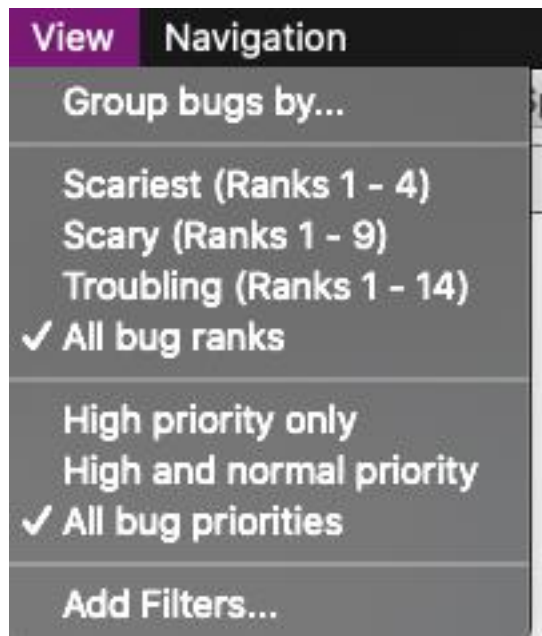 View Navigation
Group bugs by...
Scariest (Ranks 1 - 4)
Scary (Ranks 1 - 9)
Troubling (Ranks 1 - 14)
✓ All bug ranks
High priority only
High and normal priority
✓ All bug priorities
Add Filters...